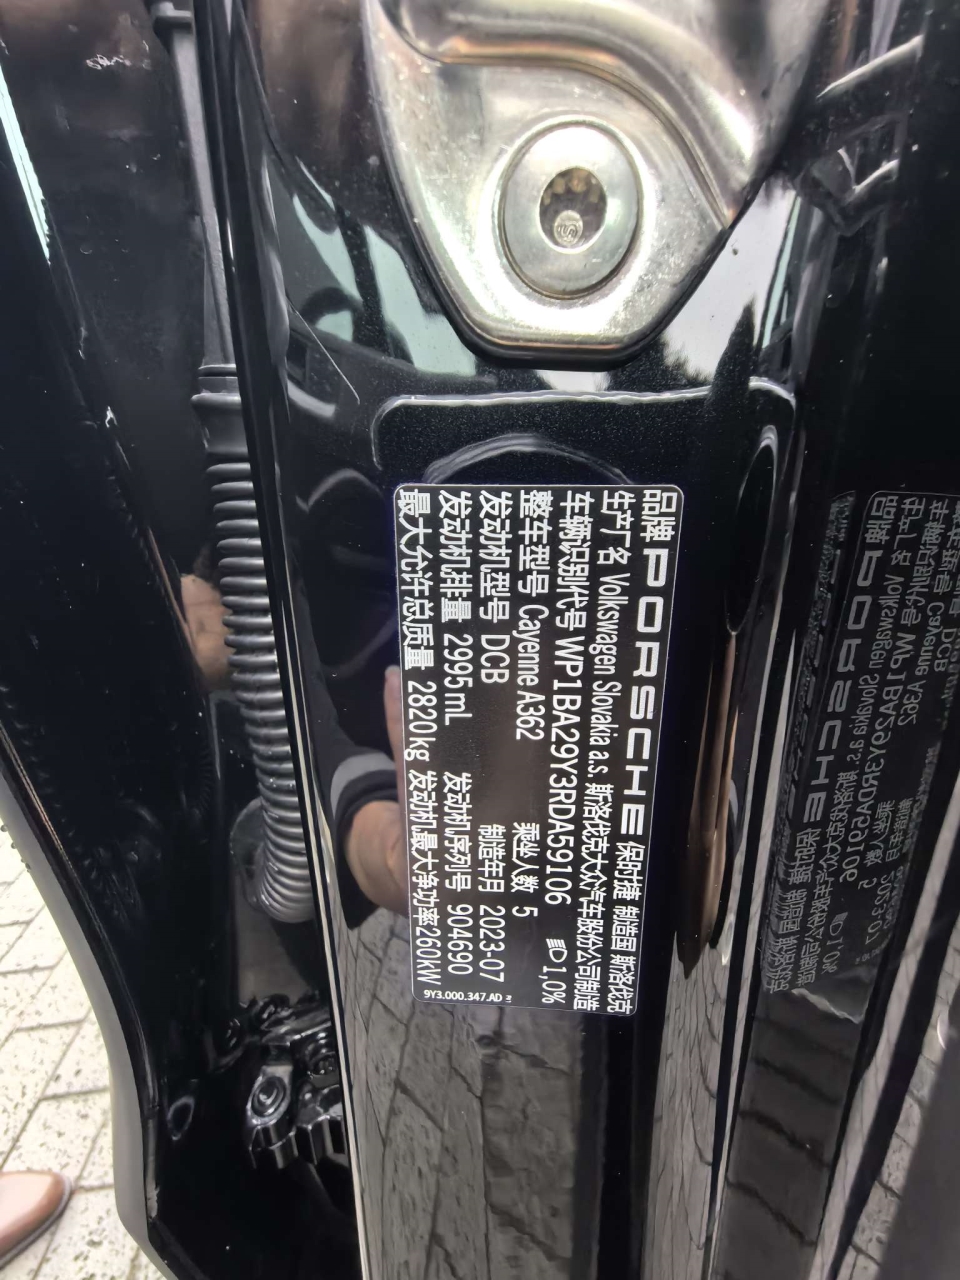 品牌 PORSCHE 保时捷 制造国 斯洛伐克
生产厂名 Volkswagen Slovakia a.s. 斯洛伐克大众汽车股份公司制造
车辆识别代号 WP1BA29Y3RDA59106 1,0%
整车型号 Cayenne A362 乘坐人数 5
发动机型号 DCB 制造年月 2023-07
发动机排量 2995 mL 发动机序列号 904690
最大允许总质量 2820kg 发动机最大净功率260kW
9Y3.000.347.AD